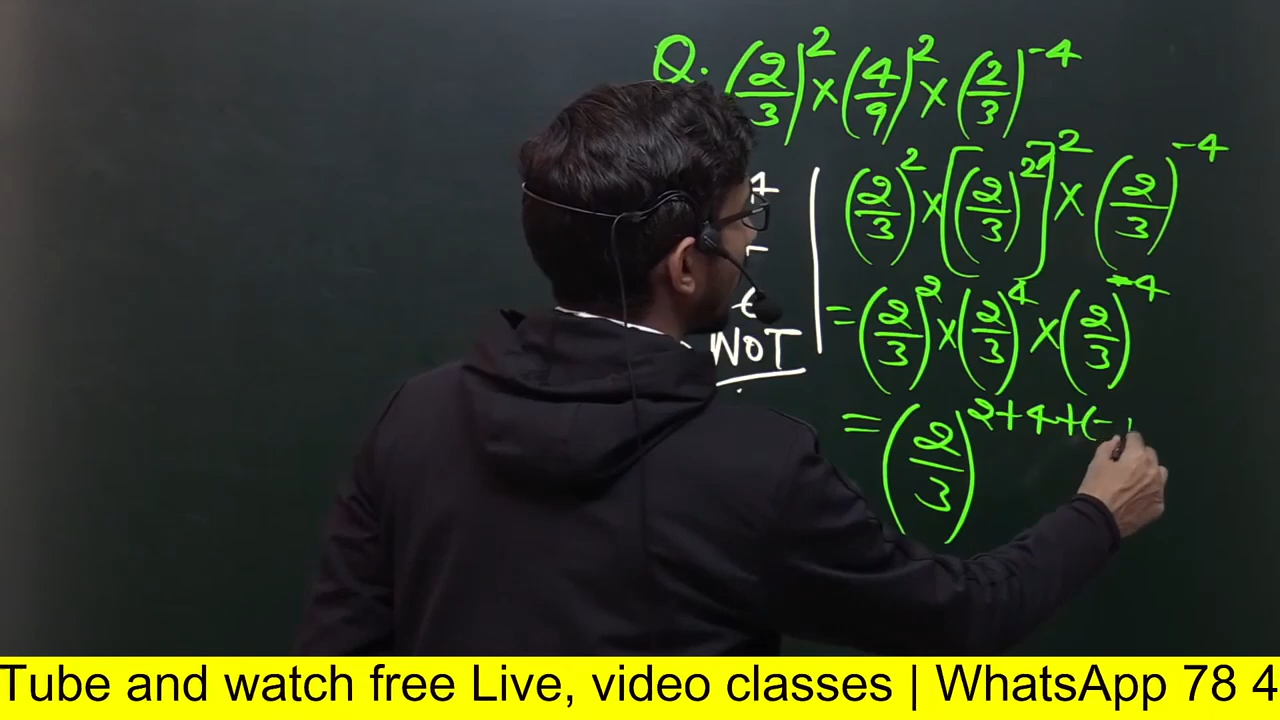 Q. (2/3)² × (4/9)² × (2/3)⁻⁴
(2/3)² × [(2/3)²]² × (2/3)⁻⁴
= (2/3)² × (2/3)⁴ × (2/3)⁻⁴
NOT
= (2/3)²⁺⁴⁺⁽⁻
Tube and watch free Live, video classes | WhatsApp 78 4